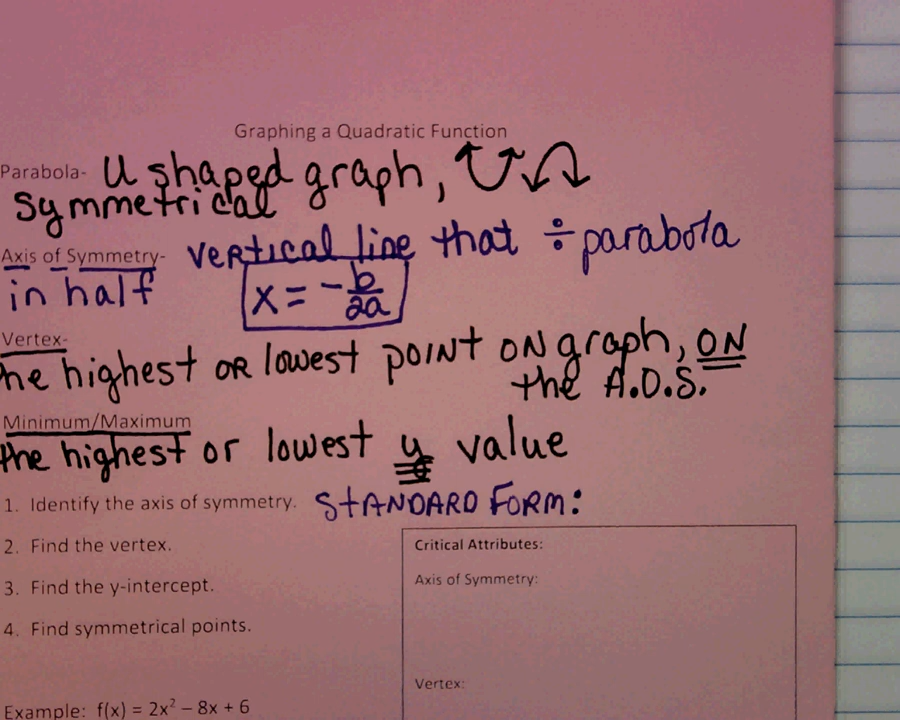 Graphing a Quadratic Function
Parabola- U shaped graph,
Symmetrical
Axis of Symmetry- vertical line that ÷ parabola
in half x = -b/2a
Vertex-
he highest OR lowest POINT ON graph, ON
the A.O.S.
Minimum/Maximum
the highest or lowest y value
1. Identify the axis of symmetry. STANDARD FORM:
2. Find the vertex.
3. Find the y-intercept.
4. Find symmetrical points.
Critical Attributes:
Axis of Symmetry:
Vertex:
Example: f(x) = 2x² – 8x + 6